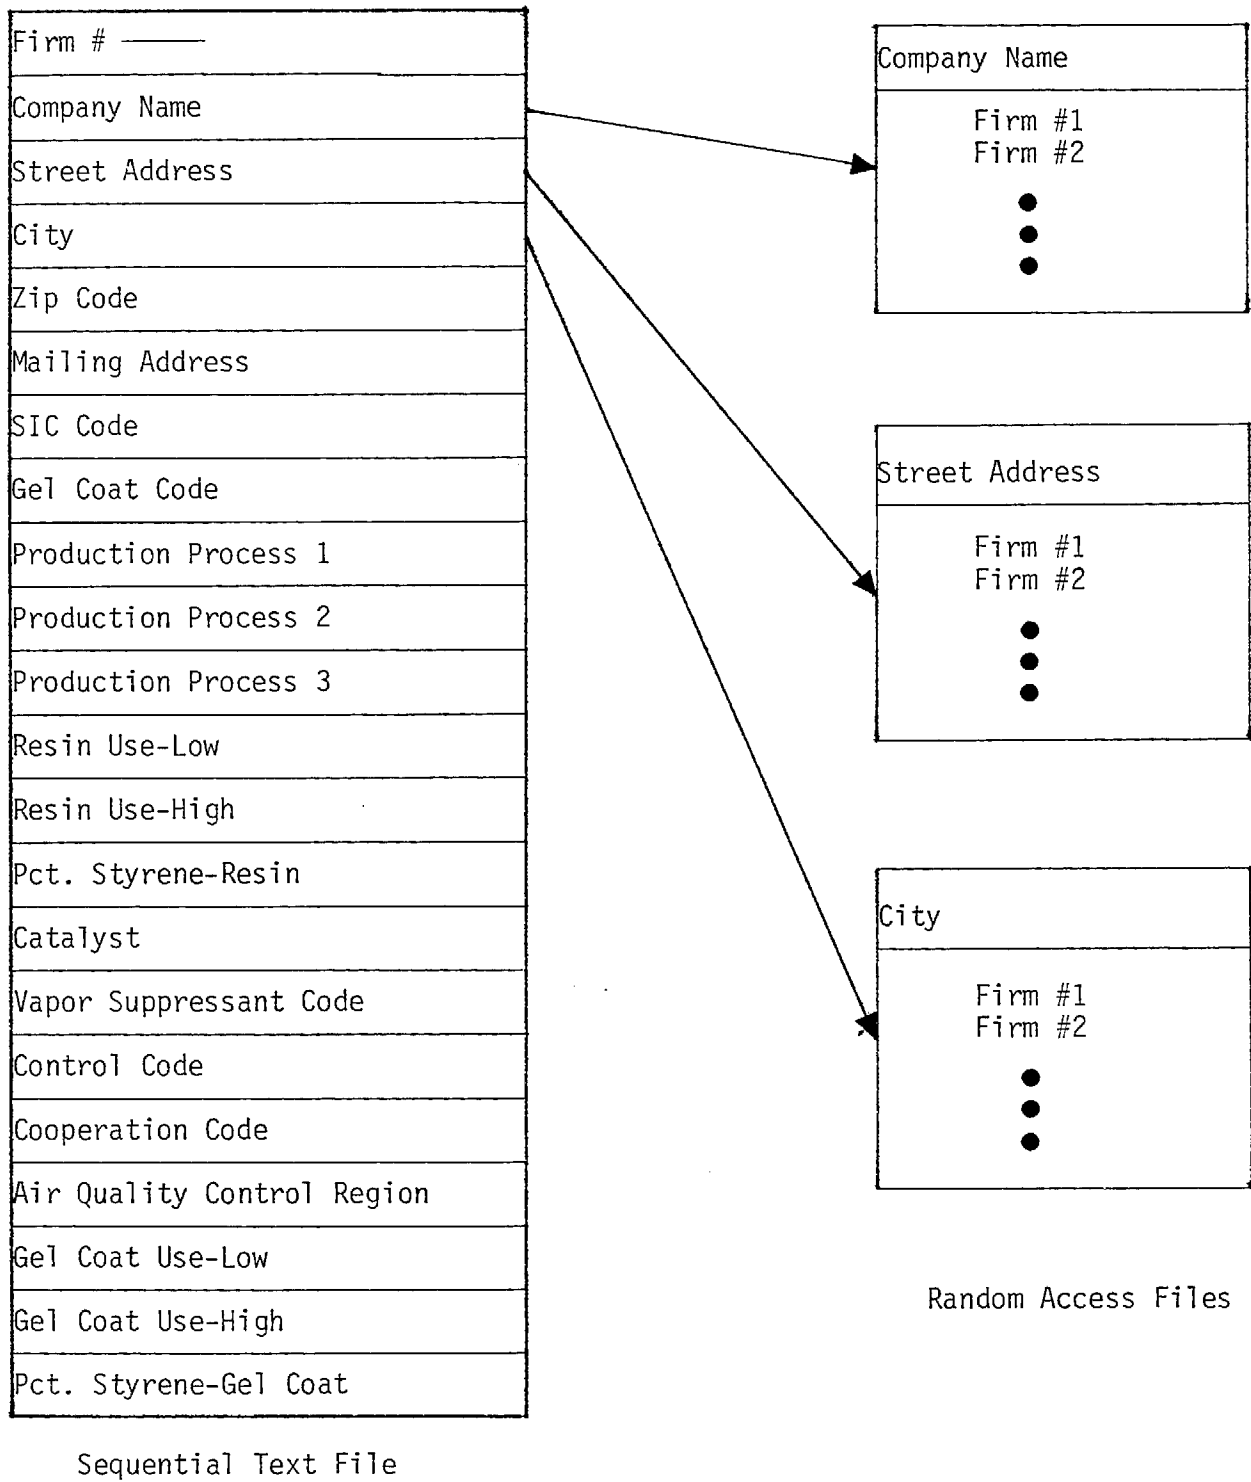 Firm #
Company Name
Street Address
City
Zip Code
Mailing Address
SIC Code
Gel Coat Code
Production Process 1
Production Process 2
Production Process 3
Resin Use-Low
Resin Use-High
Pct. Styrene-Resin
Catalyst
Vapor Suppressant Code
Control Code
Cooperation Code
Air Quality Control Region
Gel Coat Use-Low
Gel Coat Use-High
Pct. Styrene-Gel Coat
Sequential Text File
Company Name
Firm #1
Firm #2
Street Address
Firm #1
Firm #2
City
Firm #1
Firm #2
Random Access Files